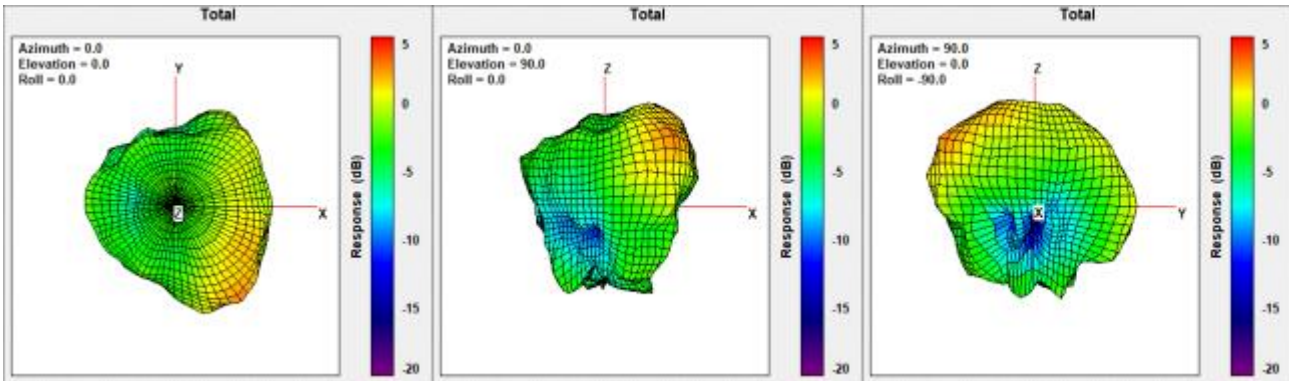 Total
Azimuth = 0.0
Elevation = 0.0
Roll = 0.0
Y
X
Z
5
0
-5
-10
-15
-20
Response (dB)
Total
Azimuth = 0.0
Elevation = 90.0
Roll = 0.0
Z
X
5
0
-5
-10
-15
-20
Response (dB)
Total
Azimuth = 90.0
Elevation = 0.0
Roll = -90.0
Z
X
Y
5
0
-5
-10
-15
-20
Response (dB)